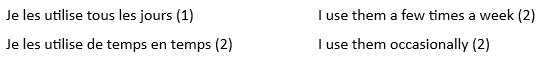 Je les utilise tous les jours (1) I use them a few times a week (2)
Je les utilise de temps en temps (2) I use them occasionally (2)